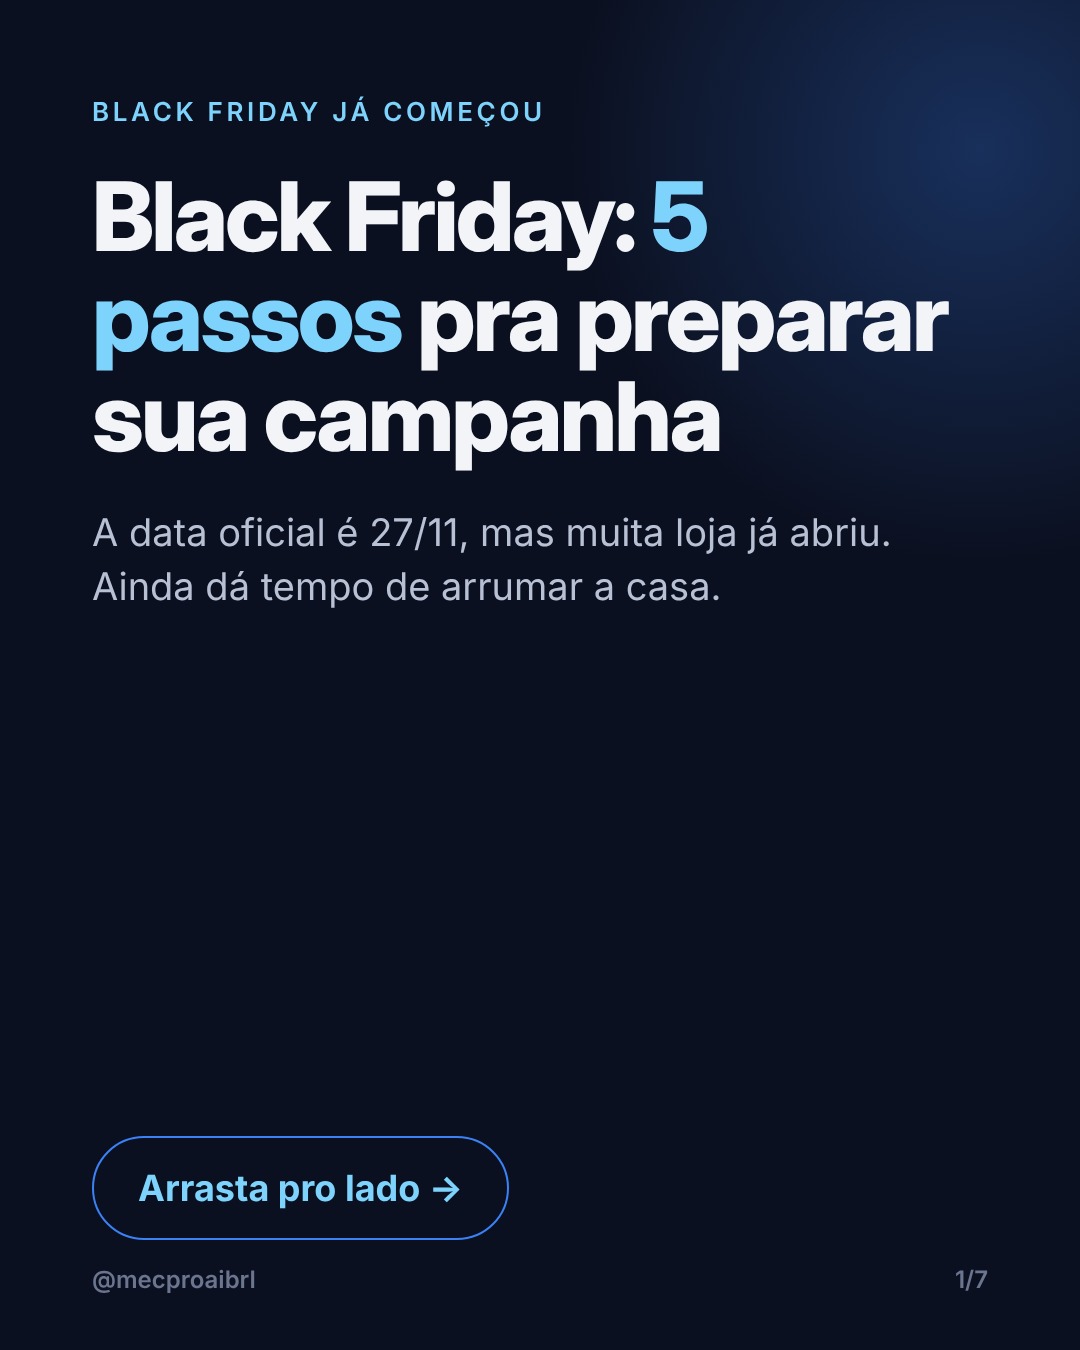 BLACK FRIDAY JÁ COMEÇOU
Black Friday: 5
passos pra preparar
sua campanha
A data oficial é 27/11, mas muita loja já abriu.
Ainda dá tempo de arrumar a casa.
Arrasta pro lado →
@mecproaibrl
1/7